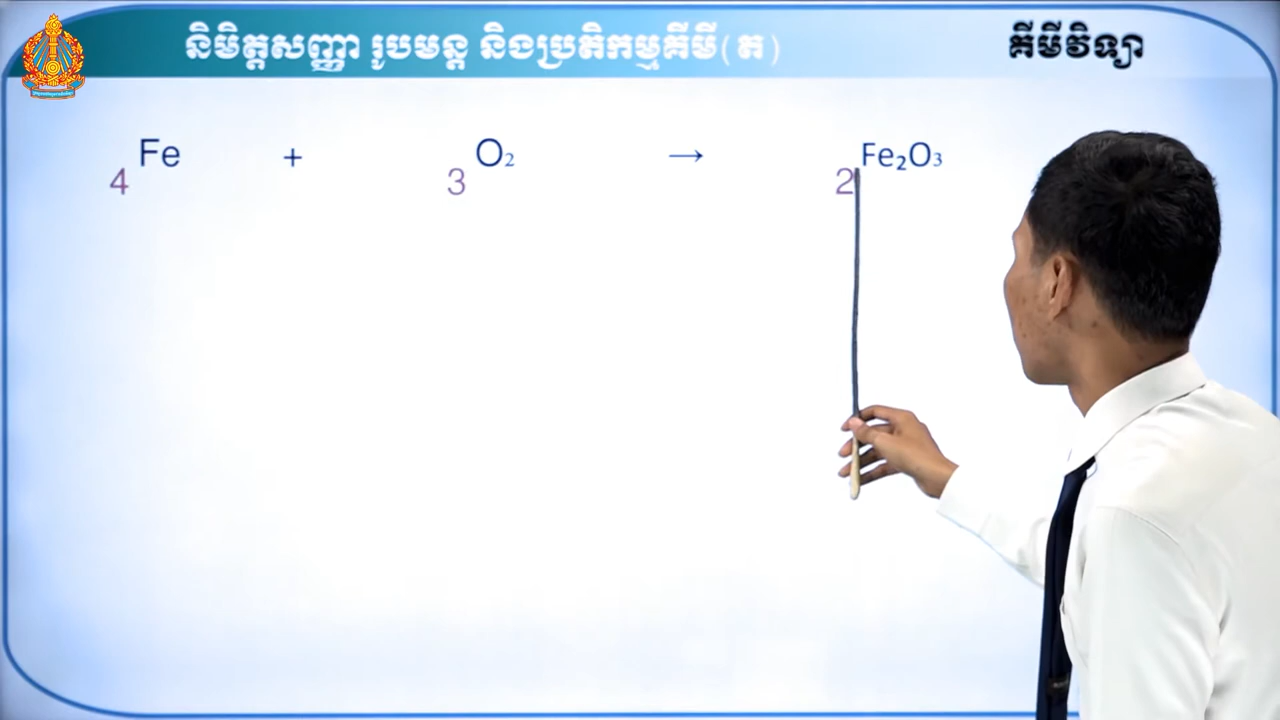 និមិត្តសញ្ញា រូបមន្ត និងប្រតិកម្មគីមី(ត)
គីមីវិទ្យា
4 Fe + 3 O₂ → 2 Fe₂O₃